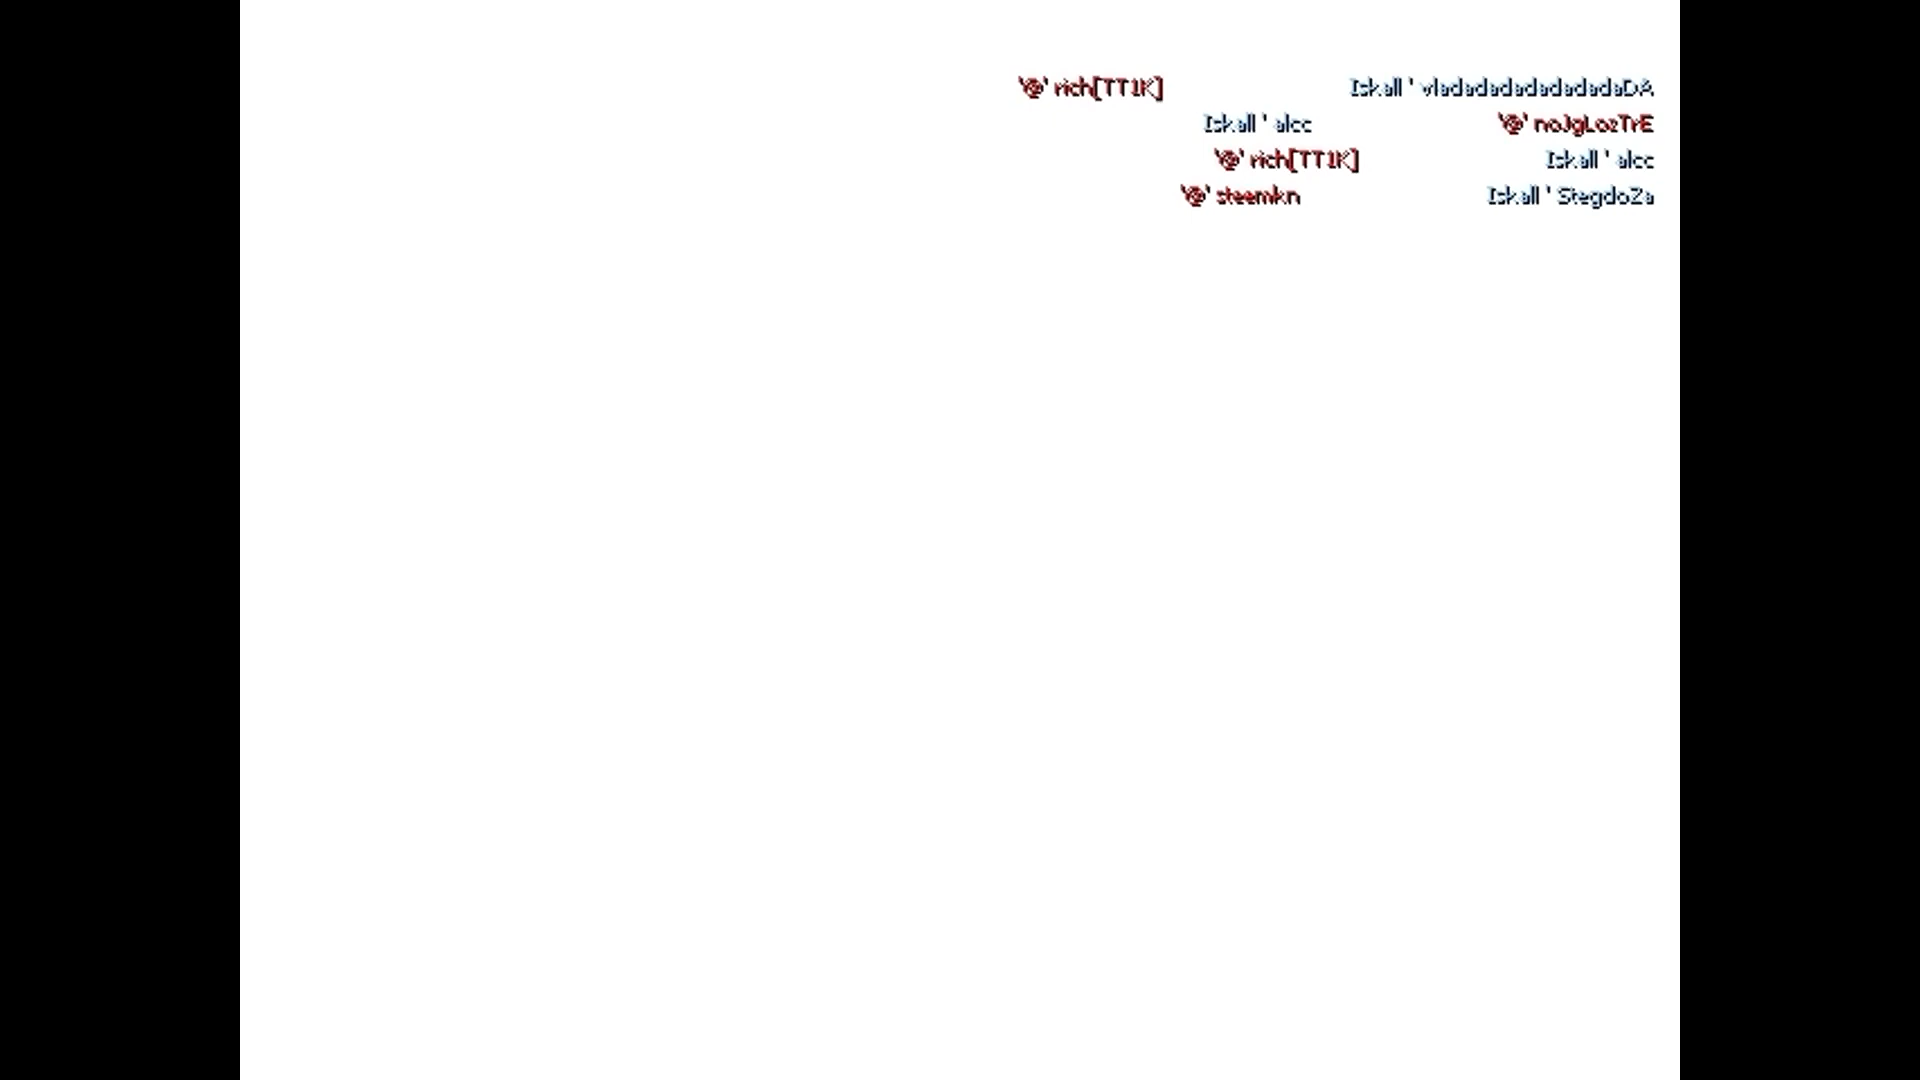 '@' rich[TT1K] Iskall ' vladadadadadadadaDA
Iskall ' alcc '@' noJgLozTrE
'@' rich[TT1K] Iskall ' alcc
'@' steemkn Iskall ' StegdoZa